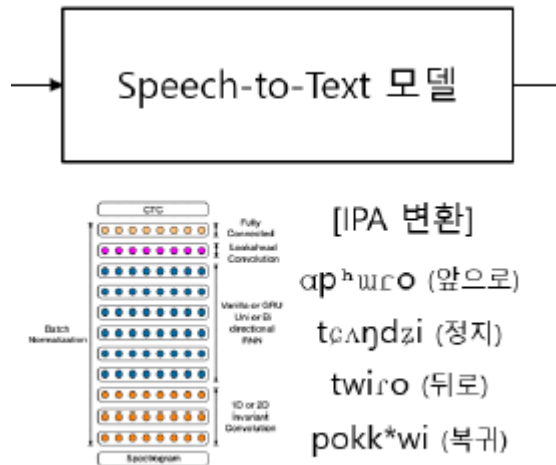 Speech-to-Text 모델
CTC
Fully
Connected
Lookahead
Convolution
Vanilla or GRU
Uni or Bi
directional
RNN
Batch
Normalization
1D or 2D
Invariant
Convolution
Spectrogram
[IPA 변환]
ɑpʰɯɾo (앞으로)
tɕʌŋdʑi (정지)
twiɾo (뒤로)
pokk*wi (복귀)